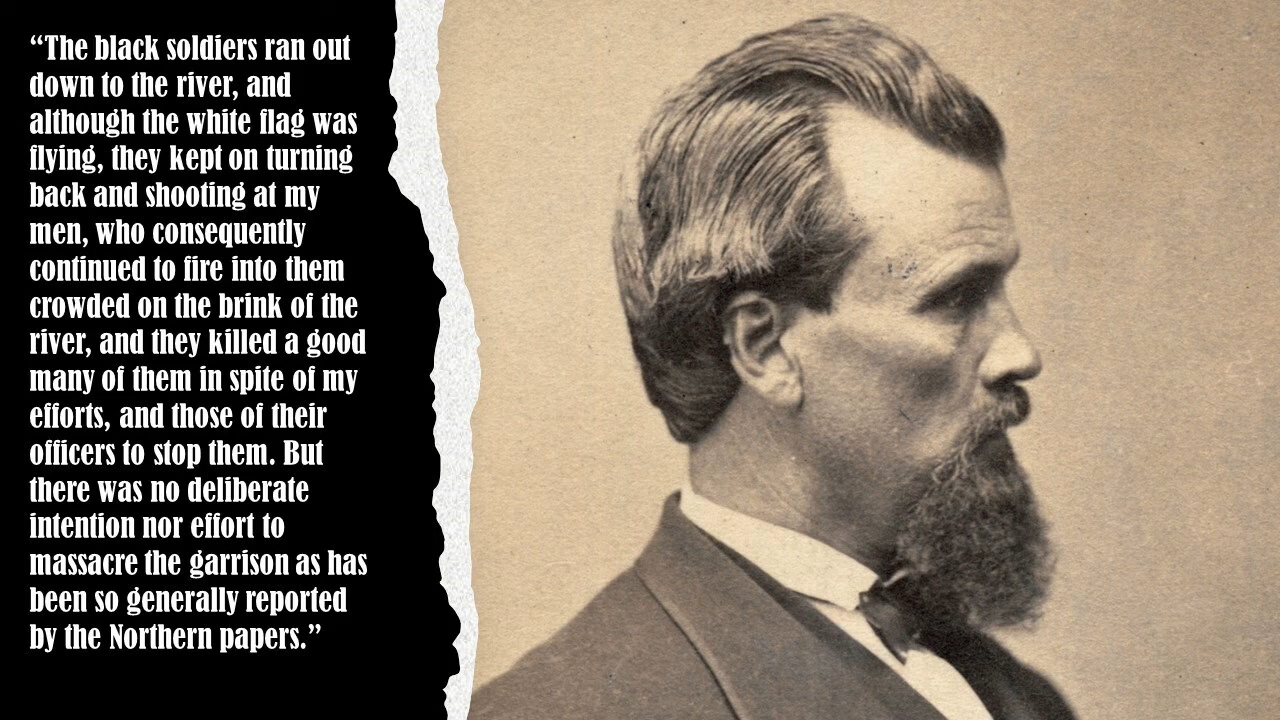 “The black soldiers ran out
down to the river, and
although the white flag was
flying, they kept on turning
back and shooting at my
men, who consequently
continued to fire into them
crowded on the brink of the
river, and they killed a good
many of them in spite of my
efforts, and those of their
officers to stop them. But
there was no deliberate
intention nor effort to
massacre the garrison as has
been so generally reported
by the Northern papers.”